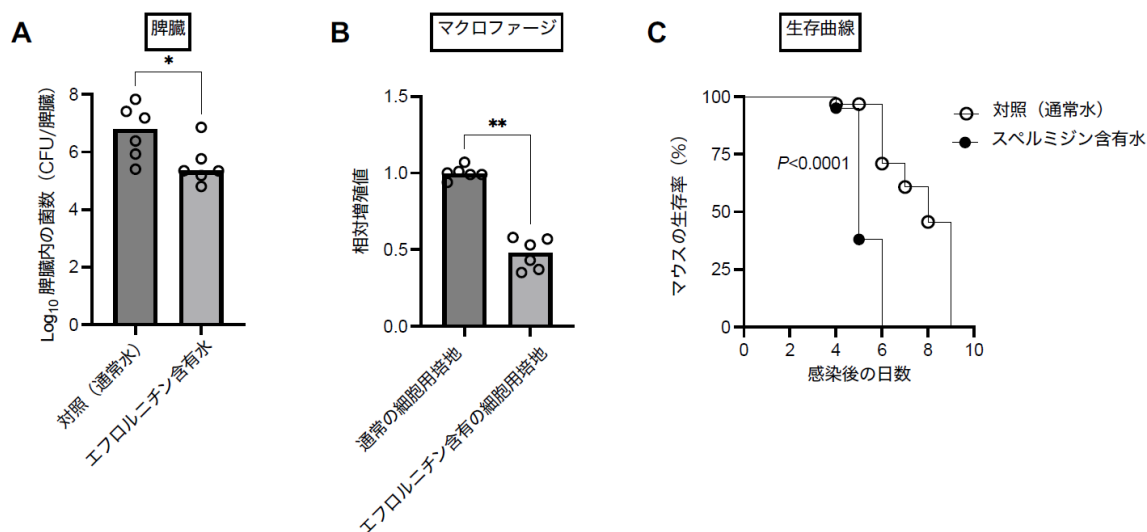 A
脾臓
*
Log10 脾臓内の菌数（CFU/脾臓）
8
6
4
2
0
対照（通常水）
エフロルニチン含有水
B
マクロファージ
**
相対増殖値
1.5
1.0
0.5
0.0
通常の細胞用培地
エフロルニチン含有の細胞用培地
C
生存曲線
マウスの生存率（%）
100
75
50
25
0
P<0.0001
0 2 4 6 8 10
感染後の日数
対照（通常水）
スペルミジン含有水